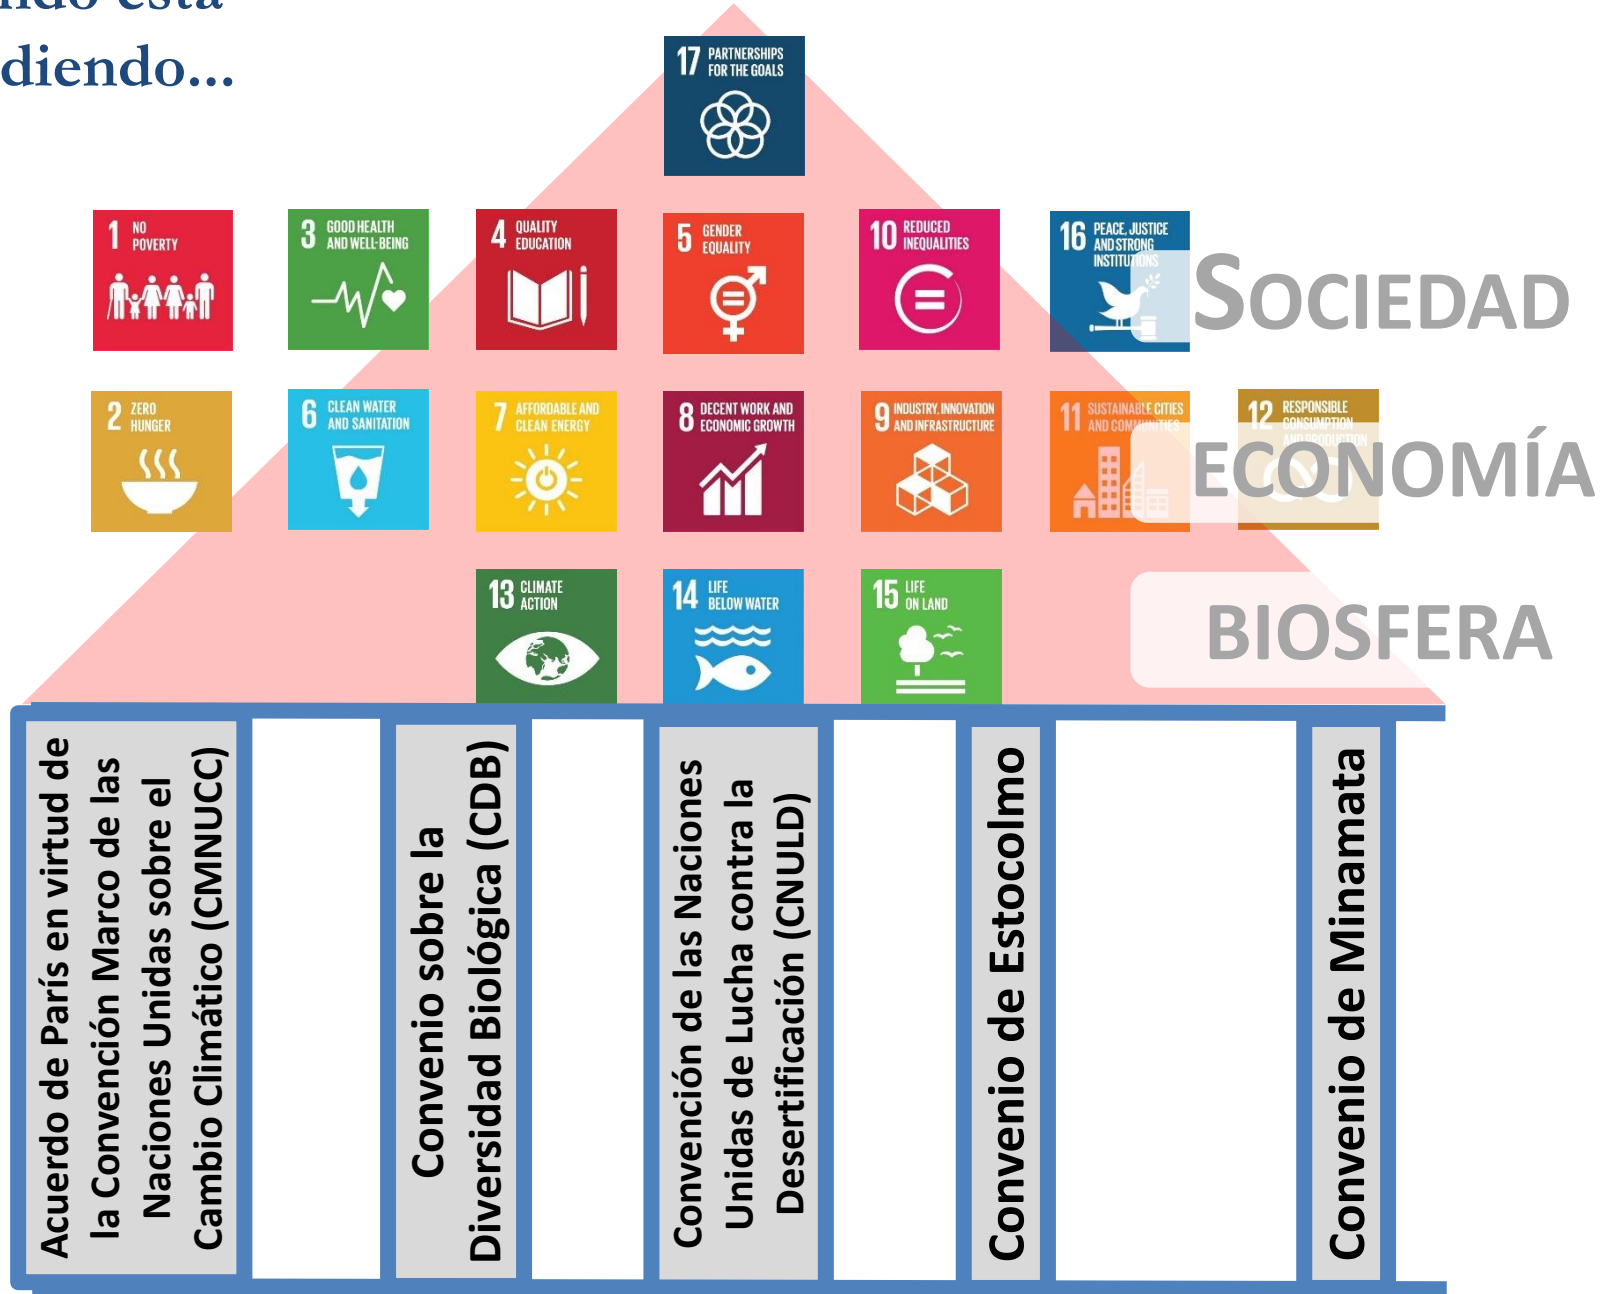 ndo está
diendo...
17 PARTNERSHIPS
FOR THE GOALS
1 NO
POVERTY
3 GOOD HEALTH
AND WELL-BEING
4 QUALITY
EDUCATION
5 GENDER
EQUALITY
10 REDUCED
INEQUALITIES
16 PEACE, JUSTICE
AND STRONG
INSTITUTIONS
SOCIEDAD
2 ZERO
HUNGER
6 CLEAN WATER
AND SANITATION
7 AFFORDABLE AND
CLEAN ENERGY
8 DECENT WORK AND
ECONOMIC GROWTH
9 INDUSTRY, INNOVATION
AND INFRASTRUCTURE
11 SUSTAINABLE CITIES
AND COMMUNITIES
12 RESPONSIBLE
CONSUMPTION
AND PRODUCTION
ECONOMÍA
13 CLIMATE
ACTION
14 LIFE
BELOW WATER
15 LIFE
ON LAND
BIOSFERA
Acuerdo de París en virtud de
la Convención Marco de las
Naciones Unidas sobre el
Cambio Climático (CMNUCC)
Convenio sobre la
Diversidad Biológica (CDB)
Convención de las Naciones
Unidas de Lucha contra la
Desertificación (CNULD)
Convenio de Estocolmo
Convenio de Minamata